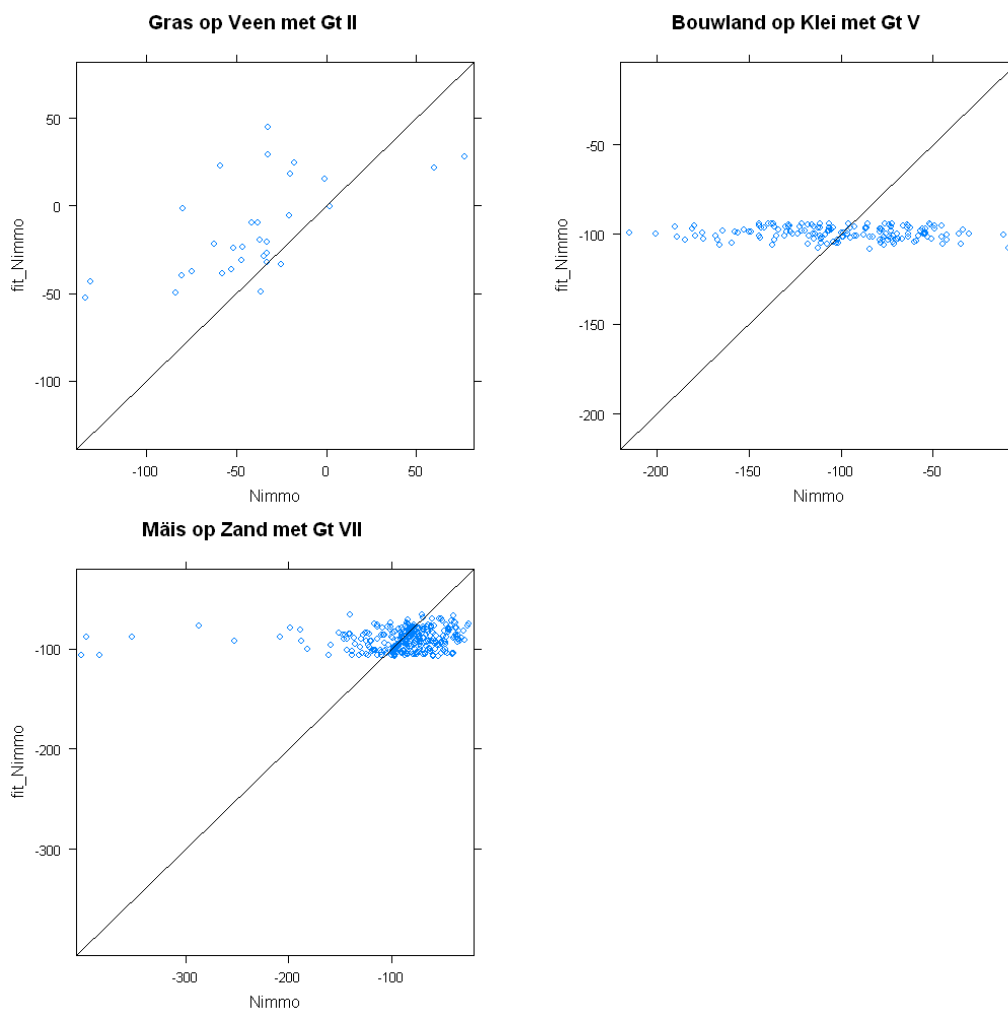 Gras op Veen met Gt II
50
0
-50
-100
fit_Nimmo
-100
-50
0
50
Nimmo
Bouwland op Klei met Gt V
-50
-100
-150
-200
fit_Nimmo
-200
-150
-100
-50
Nimmo
Mäis op Zand met Gt VII
-100
-200
-300
fit_Nimmo
-300
-200
-100
Nimmo